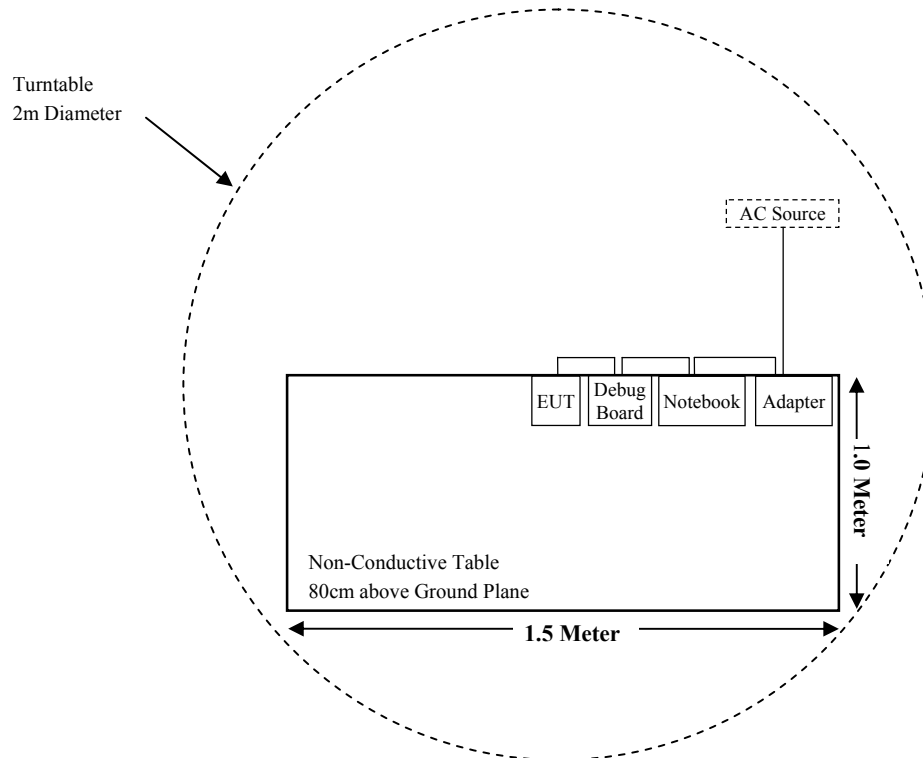 Turntable
2m Diameter
AC Source
EUT
Debug
Board
Notebook
Adapter
1.0 Meter
Non-Conductive Table
80cm above Ground Plane
1.5 Meter